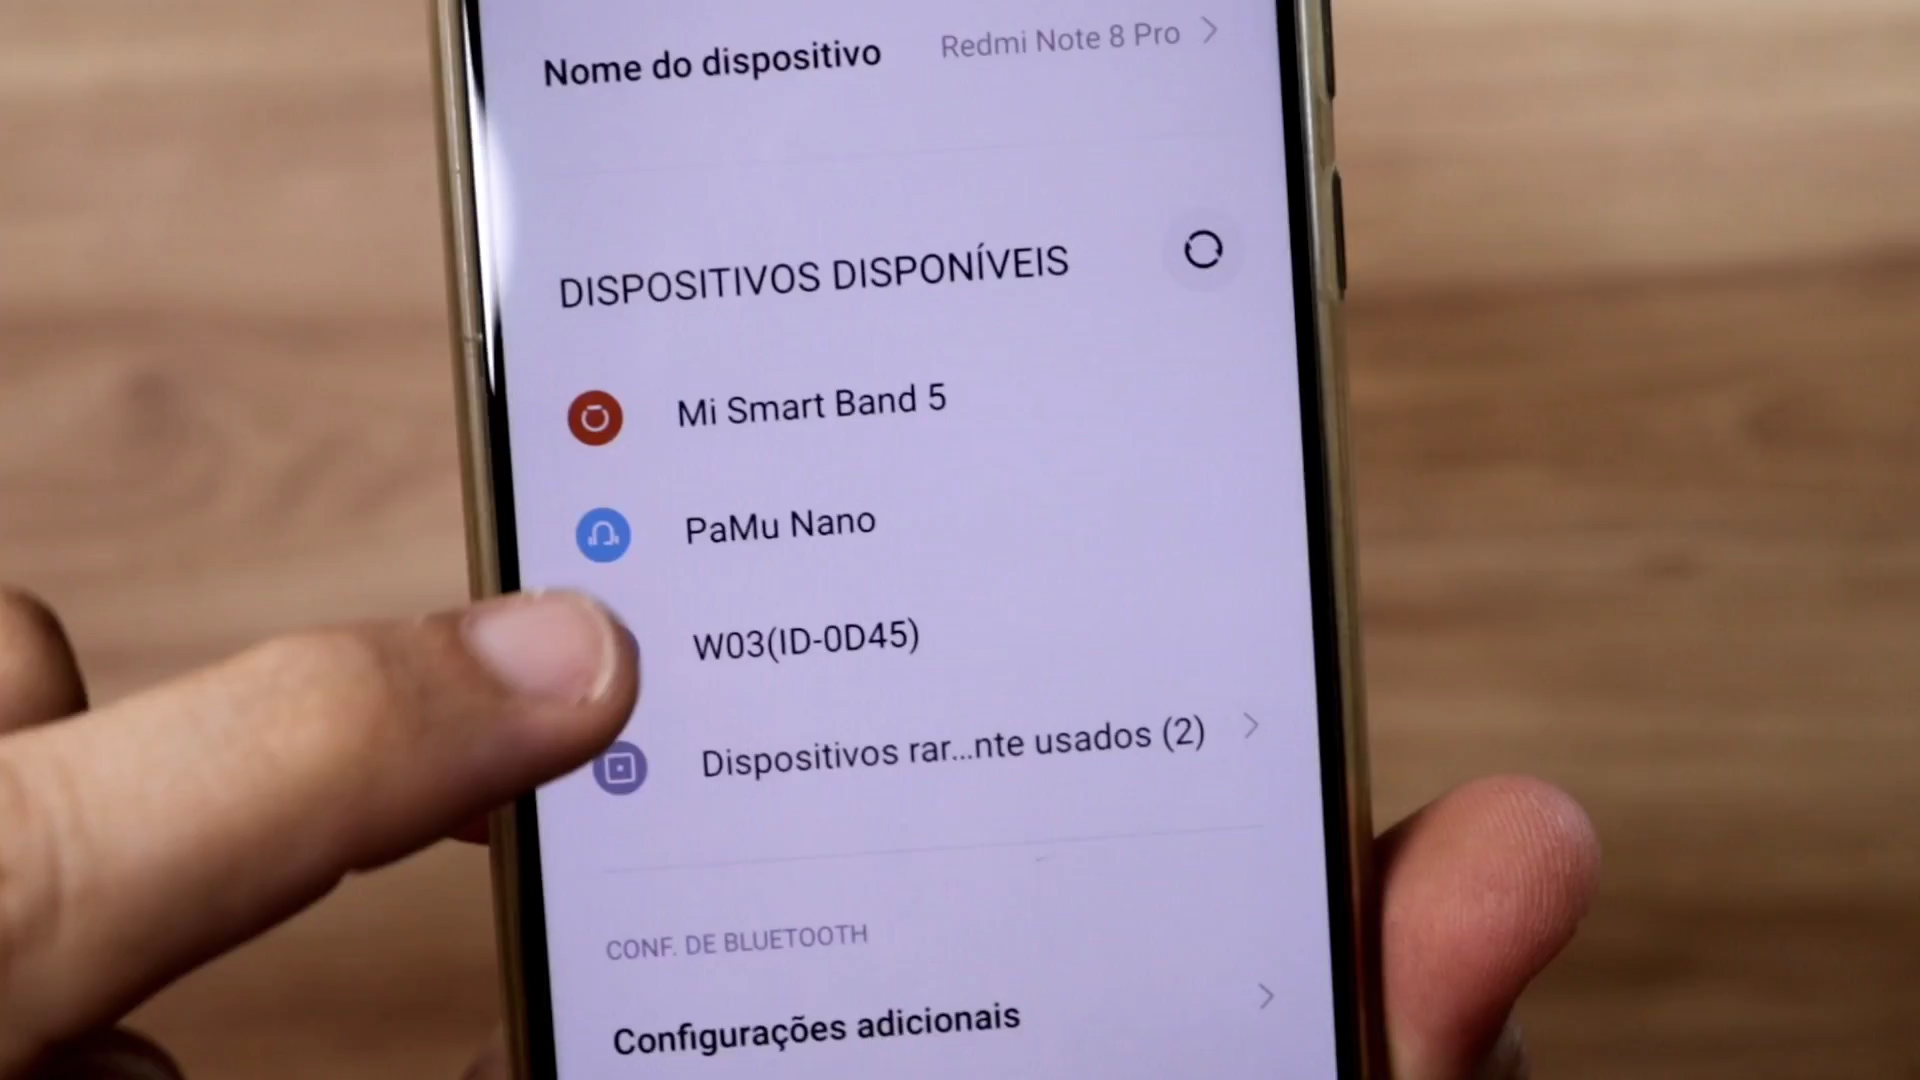 Nome do dispositivo
Redmi Note 8 Pro
DISPOSITIVOS DISPONÍVEIS
Mi Smart Band 5
PaMu Nano
W03(ID-0D45)
Dispositivos rar...nte usados (2)
CONF. DE BLUETOOTH
Configurações adicionais